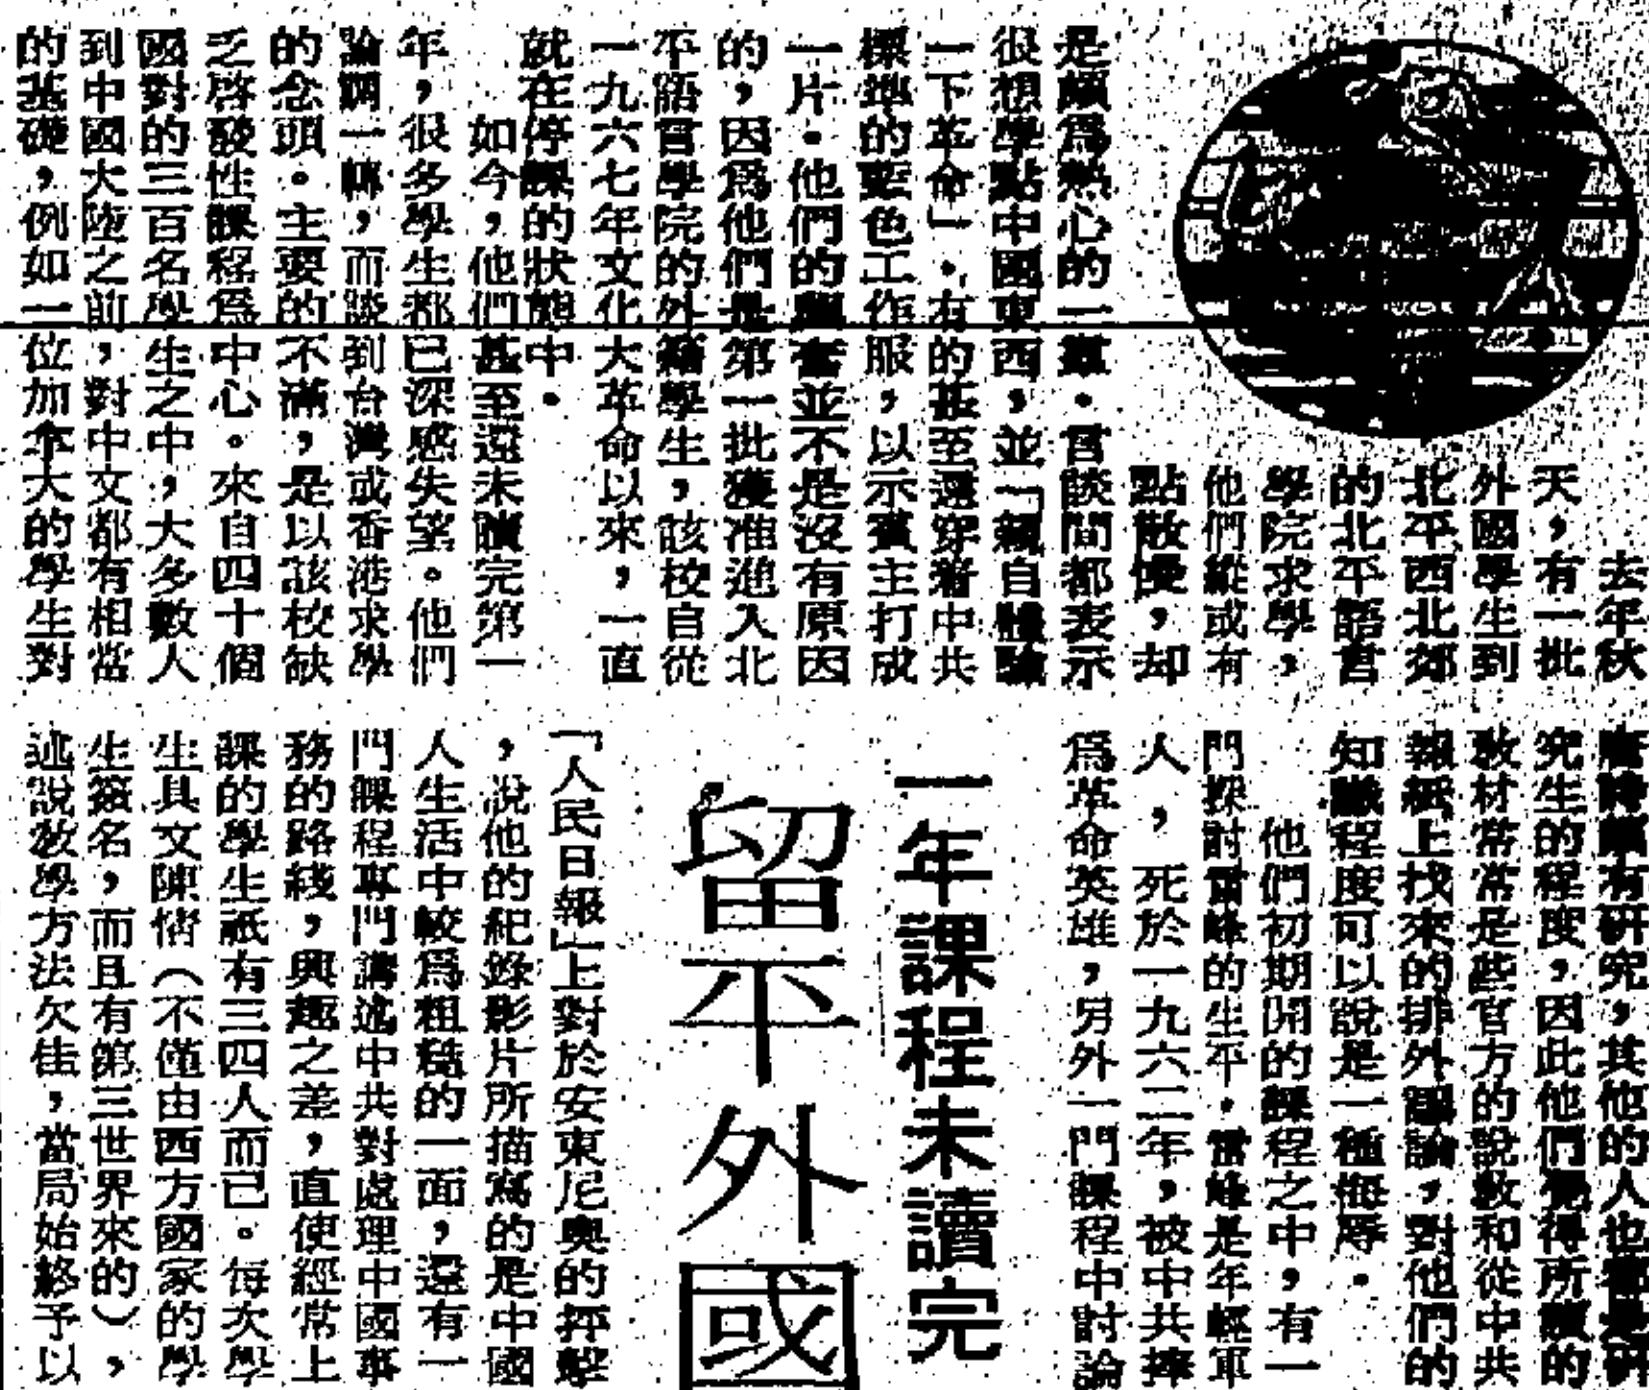 去年秋
天，有一批
外國學生到
北平西北郊
的北平語言
學院求學，
他們縱或有
點散慢，却
是頗爲熱心的一羣．言談間都表示
很想學點中國東西，並「親自體驗
一下革命」．有的甚至還穿着中共
標準的藍色工作服，以示賓主打成
一片．他們的興奮並不是沒有原因
的，因爲他們是第一批獲准進入北
平語言學院的外籍學生，該校自從
一九六七年文化大革命以來，一直
就在停課的狀態中．
如今，他們甚至還未讀完第一
年，很多學生都已深感失望。他們
論調一轉，而談到台灣或香港求學
的念頭。主要的不滿，是以該校缺
乏啓發性課程爲中心。來自四十個
國對的三百名學生之中，大多數人
到中國大陸之前，對中文都有相當
的基礎，例如一位加拿大的學生對
有研究，其他的人也
究生的程度，因此他們覺得所讀的
敎材常常是些官方的說敎和從中共
報紙上找來的排外謬論，對他們的
知識程度可以說是一種侮辱．
他們初期開的課程之中，有一
門探討雷峰的生平．雷峰是年輕軍
人，死於一九六二年，被中共捧
爲革命英雄，另外一門課程中討論
一年課程未讀完
留平外國
「人民日報」上對於安東尼奧的抨擊
，說他的紀錄影片所描寫的是中國
人生活中較爲粗糙的一面，還有一
門課程專門講述中共對處理中國事
務的路綫，興趣之差，直使經常上
課的學生祇有三四人而已。每次學
生具文陳情（不僅由西方國家的學
生簽名，而且有第三世界來的），
述說敎學方法欠佳，當局始終予以